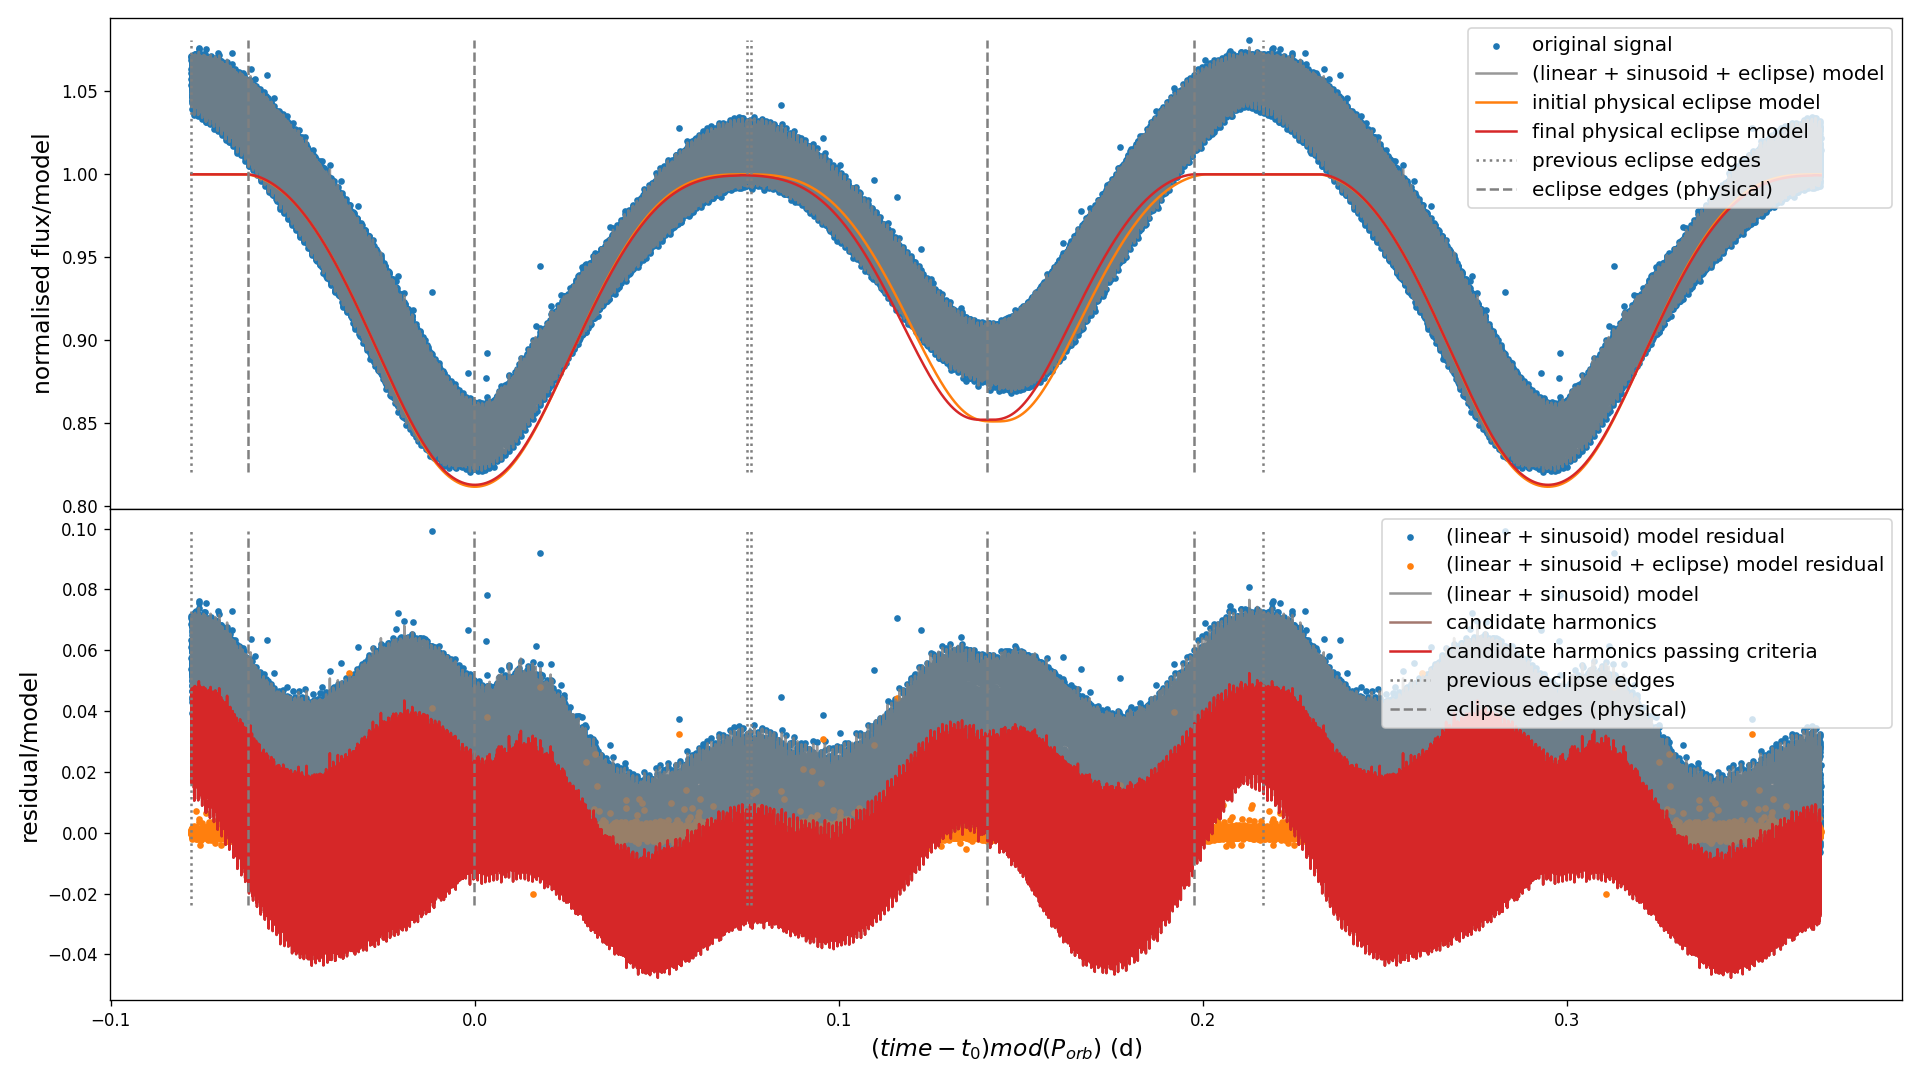 normalised flux/model
1.05
1.00
0.95
0.90
0.85
0.80
original signal
(linear + sinusoid + eclipse) model
initial physical eclipse model
final physical eclipse model
previous eclipse edges
eclipse edges (physical)
residual/model
0.10
0.08
0.06
0.04
0.02
0.00
−0.02
−0.04
(linear + sinusoid) model residual
(linear + sinusoid + eclipse) model residual
(linear + sinusoid) model
candidate harmonics
candidate harmonics passing criteria
previous eclipse edges
eclipse edges (physical)
−0.1 0.0 0.1 0.2 0.3
(time − t₀)mod(P_orb) (d)